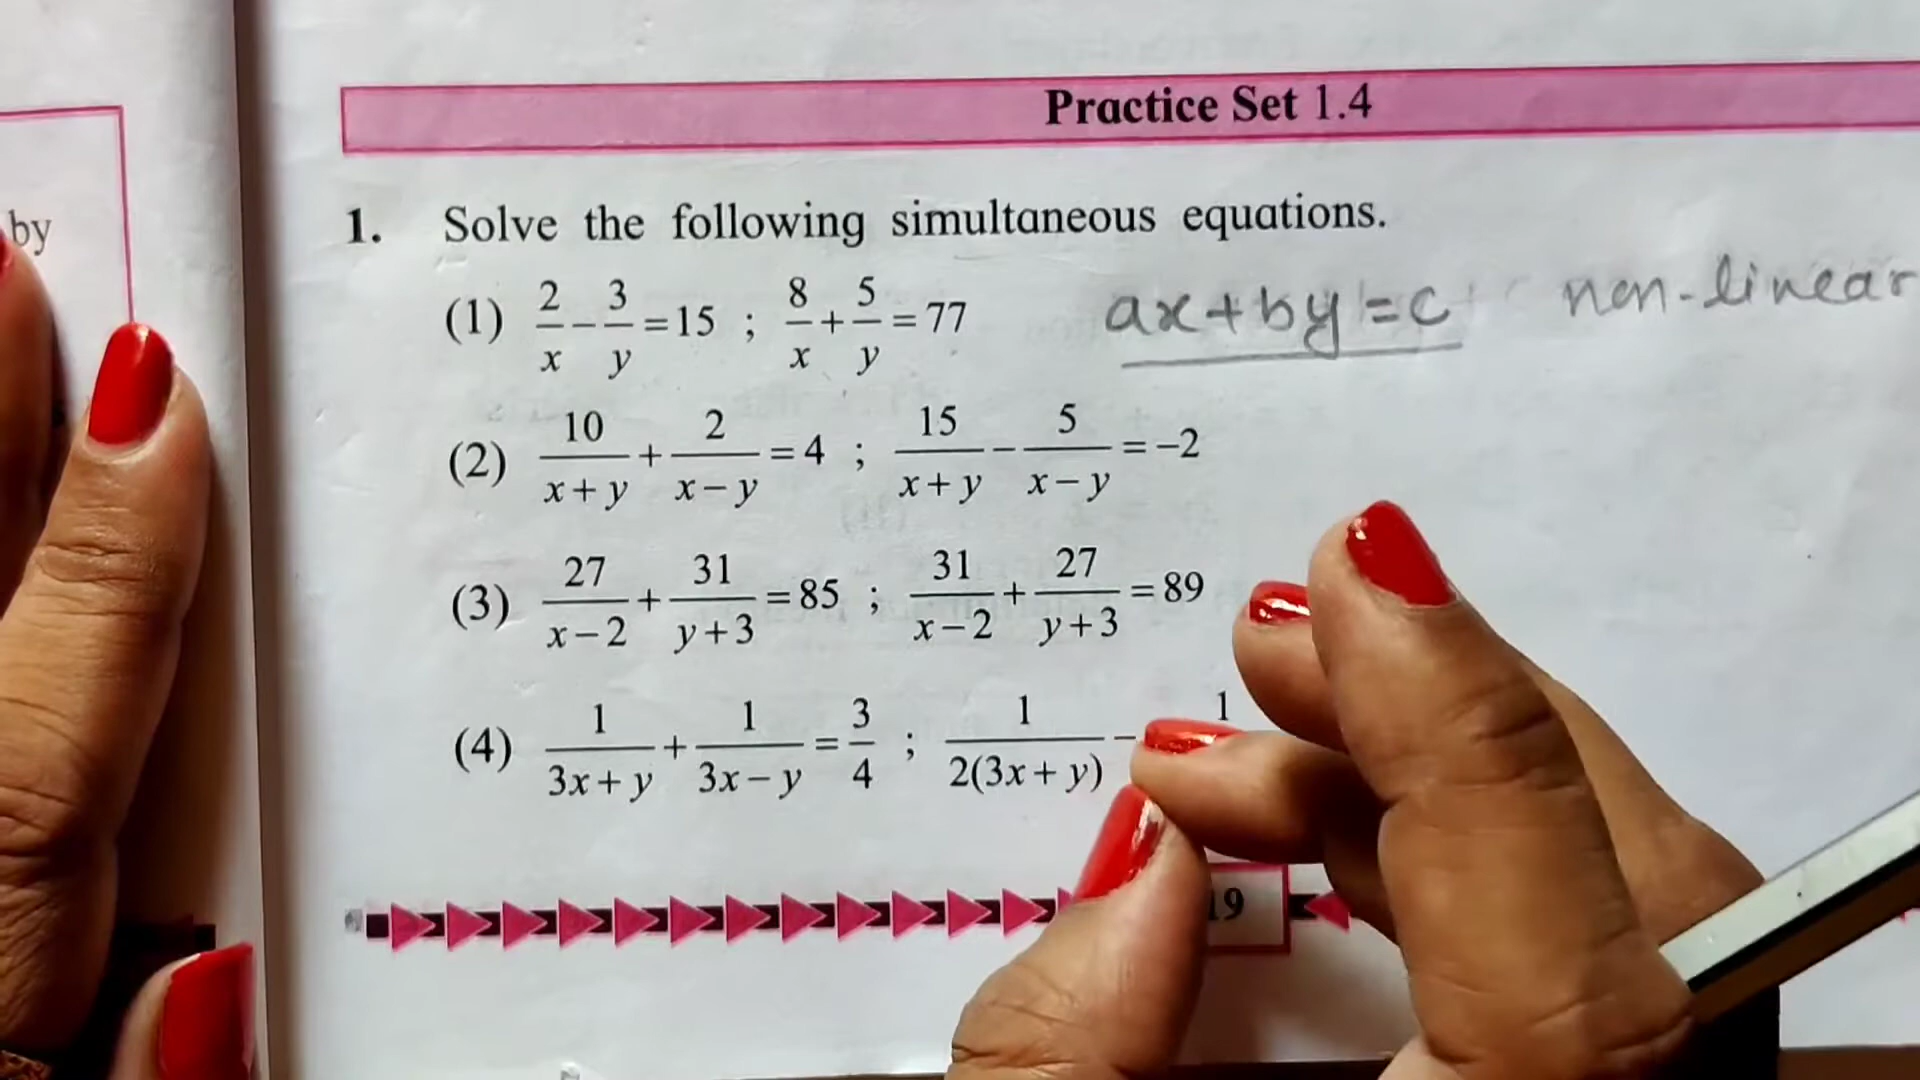 by
Practice Set 1.4
1. Solve the following simultaneous equations.
(1) 2/x − 3/y = 15 ; 8/x + 5/y = 77
ax+by=c non-linear
(2) 10/(x+y) + 2/(x−y) = 4 ; 15/(x+y) − 5/(x−y) = −2
(3) 27/(x−2) + 31/(y+3) = 85 ; 31/(x−2) + 27/(y+3) = 89
(4) 1/(3x+y) + 1/(3x−y) = 3/4 ; 1/(2(3x+y)) − 1
19